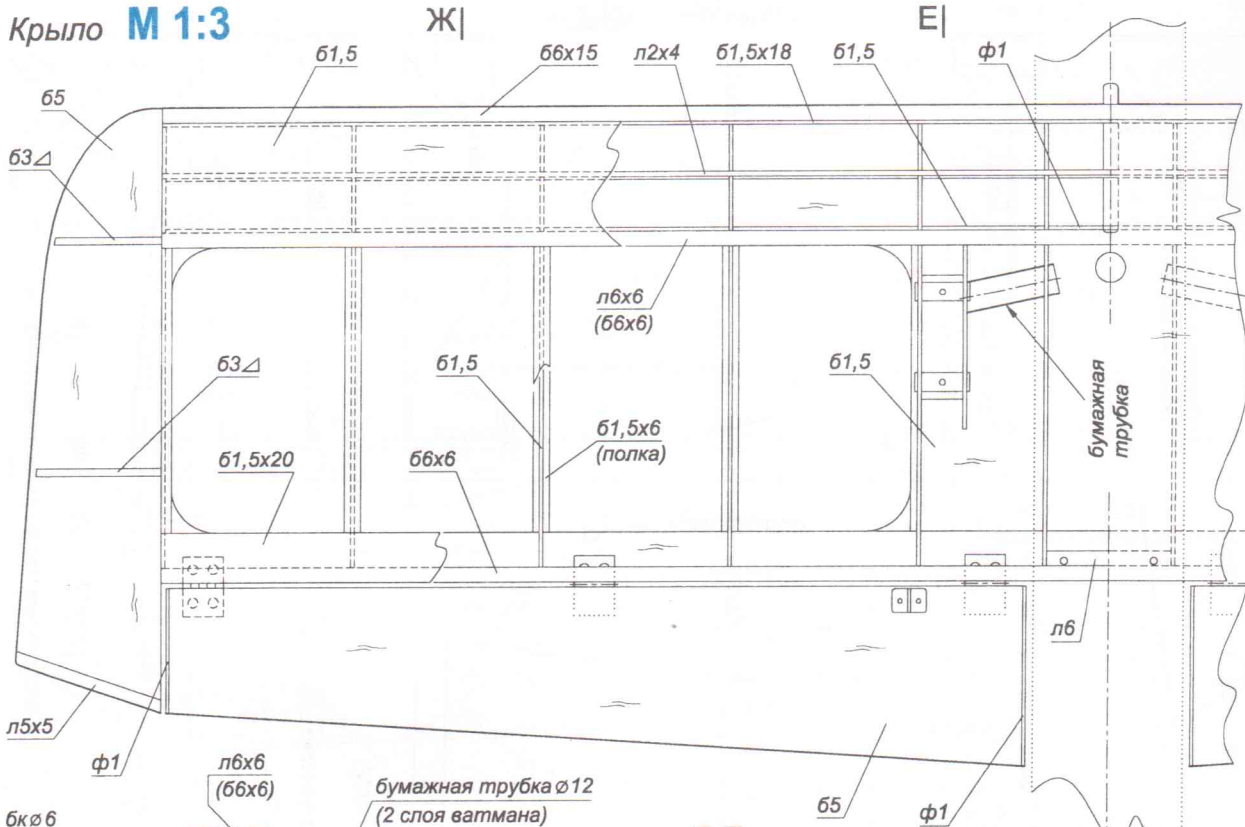 Крыло М 1:3
Ж|
Е|
б1,5
б6х15
л2х4
б1,5х18
б1,5
ф1
б5
б3⊿
л6х6
(б6х6)
б3⊿
б1,5
б1,5
б1,5х6
(полка)
бумажная
трубка
б1,5х20
б6х6
л6
л5х5
ф1
л6х6
(б6х6)
бумажная трубка ⌀12
(2 слоя ватмана)
б5
ф1
бк⌀6